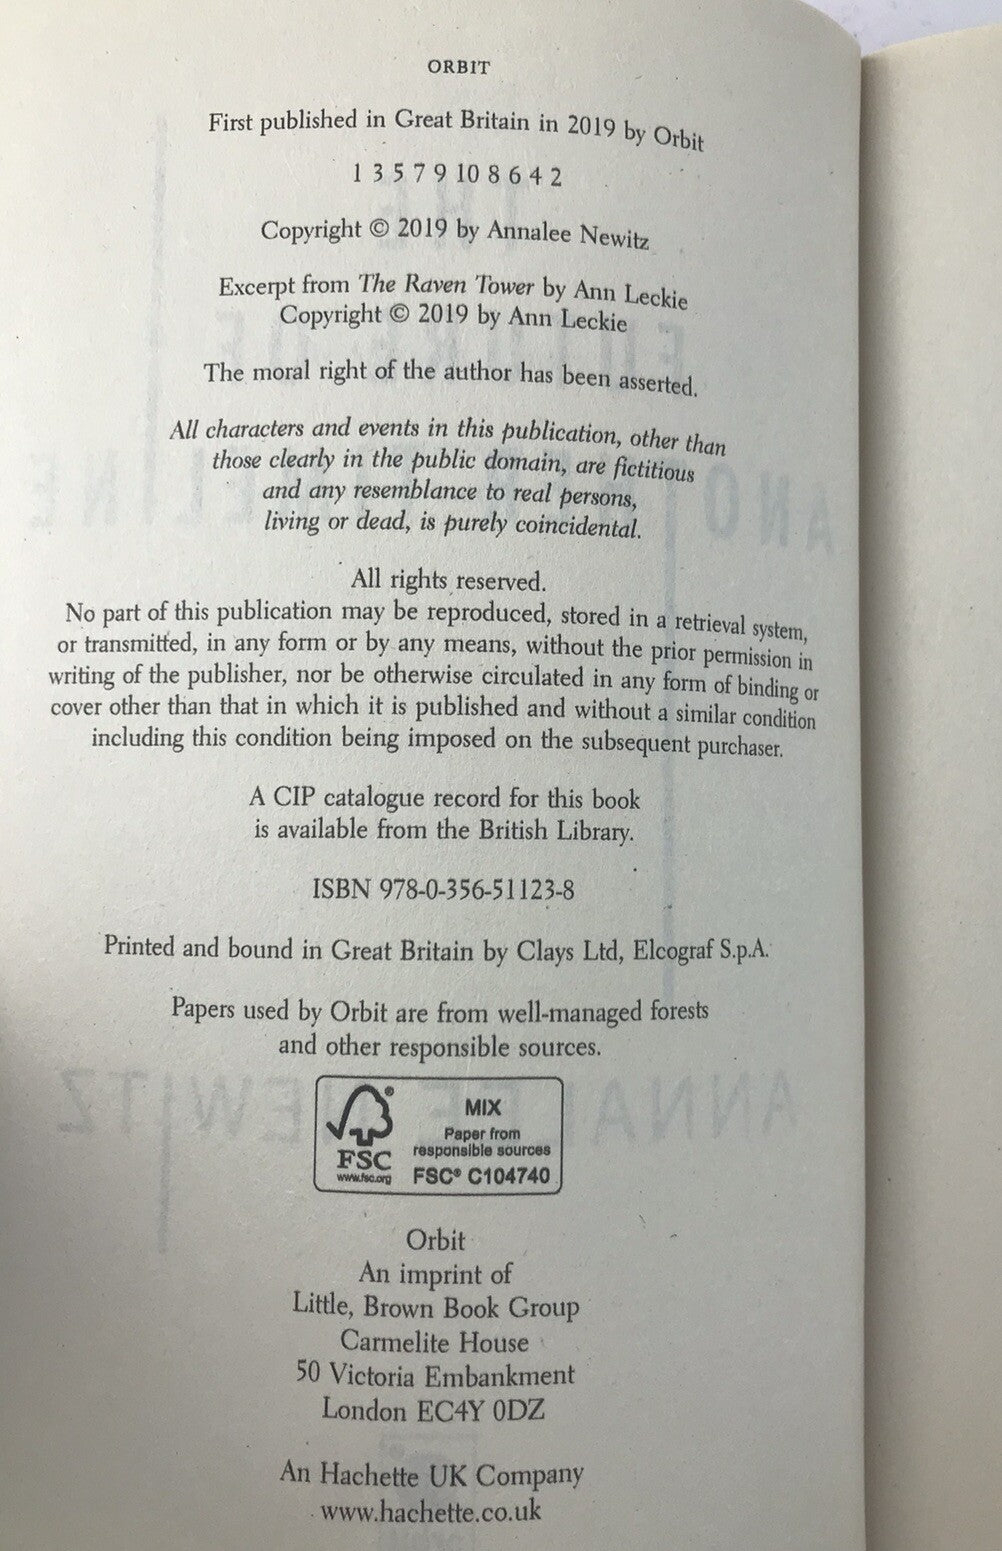 ORBIT
First published in Great Britain in 2019 by Orbit
1 3 5 7 9 10 8 6 4 2
Copyright © 2019 by Annalee Newitz
Excerpt from The Raven Tower by Ann Leckie
Copyright © 2019 by Ann Leckie
The moral right of the author has been asserted.
All characters and events in this publication, other than
those clearly in the public domain, are fictitious
and any resemblance to real persons,
living or dead, is purely coincidental.
All rights reserved.
No part of this publication may be reproduced, stored in a retrieval system,
or transmitted, in any form or by any means, without the prior permission in
writing of the publisher, nor be otherwise circulated in any form of binding or
cover other than that in which it is published and without a similar condition
including this condition being imposed on the subsequent purchaser.
A CIP catalogue record for this book
is available from the British Library.
ISBN 978-0-356-51123-8
Printed and bound in Great Britain by Clays Ltd, Elcograf S.p.A.
Papers used by Orbit are from well-managed forests
and other responsible sources.
MIX
Paper from
responsible sources
FSC® C104740
FSC
www.fsc.org
Orbit
An imprint of
Little, Brown Book Group
Carmelite House
50 Victoria Embankment
London EC4Y 0DZ
An Hachette UK Company
www.hachette.co.uk